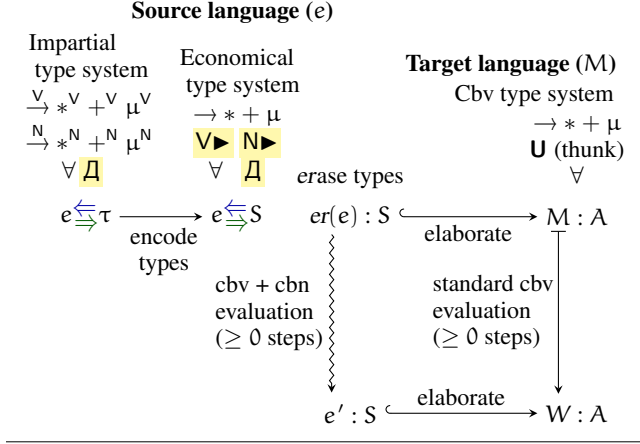 Source language (e)
Impartial
type system
→ⱽ *ⱽ +ⱽ μⱽ
→ᴺ *ᴺ +ᴺ μᴺ
∀ Д
Economical
type system
→ * + μ
V▶ N▶
∀ Д
Target language (M)
Cbv type system
→ * + μ
U (thunk)
∀
erase types
e ⇐⇒ τ
encode
types
e ⇐⇒ S
er(e) : S
elaborate
M : A
cbv + cbn
evaluation
(≥ 0 steps)
standard cbv
evaluation
(≥ 0 steps)
e′ : S
elaborate
W : A